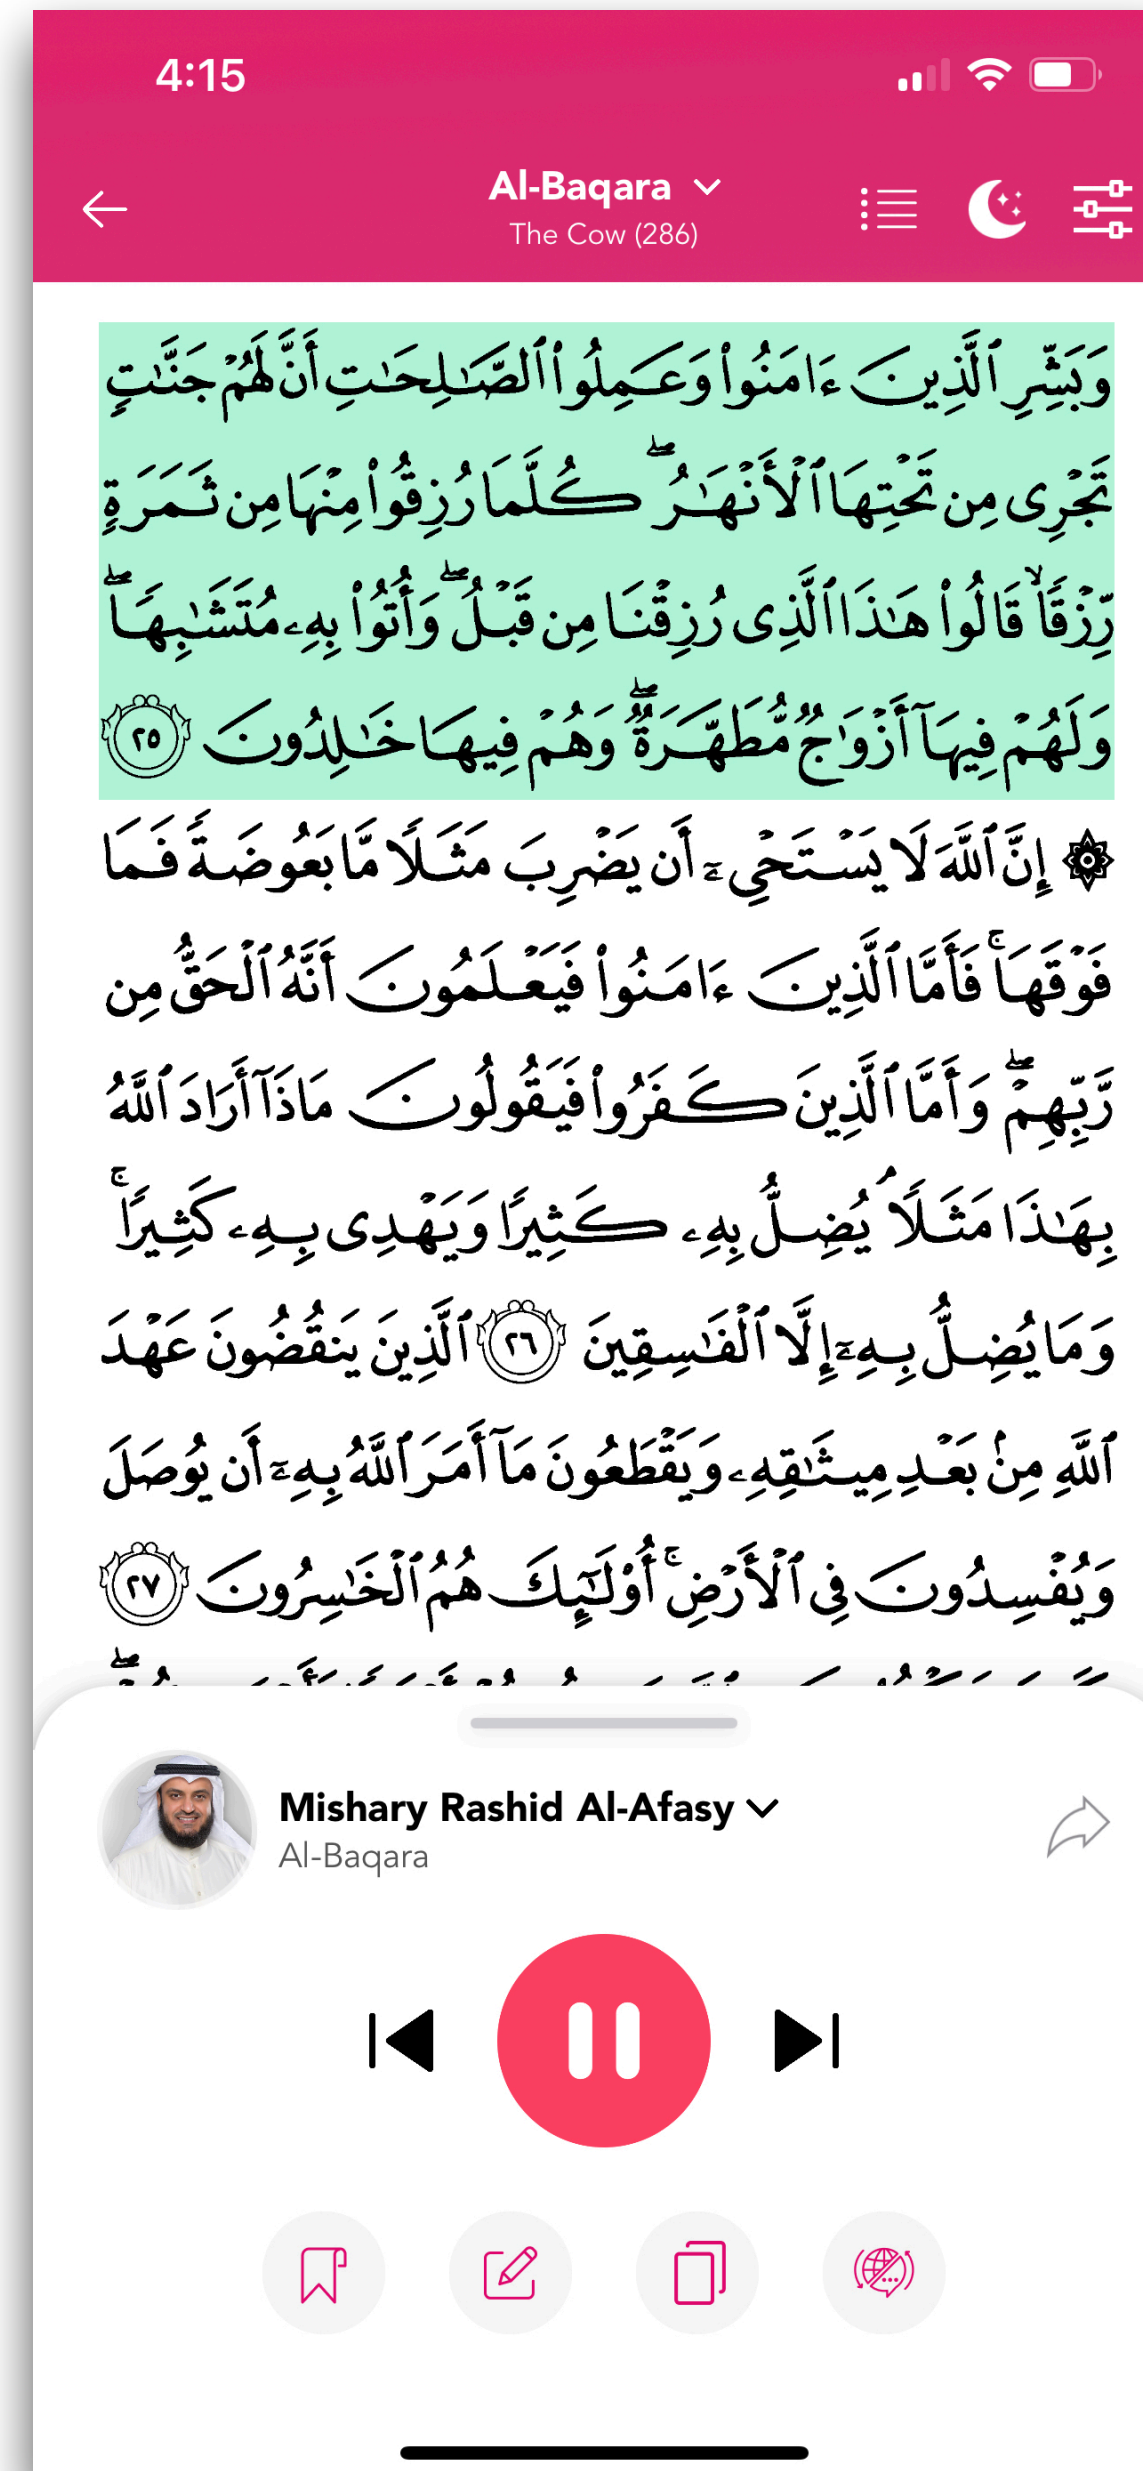 4:15
Al-Baqara
The Cow (286)
وَبَشِّرِ ٱلَّذِينَ ءَامَنُوا۟ وَعَمِلُوا۟ ٱلصَّـٰلِحَـٰتِ أَنَّ لَهُمْ جَنَّـٰتٍ
تَجْرِى مِن تَحْتِهَا ٱلْأَنْهَـٰرُ ۖ كُلَّمَا رُزِقُوا۟ مِنْهَا مِن ثَمَرَةٍ
رِّزْقًا ۙ قَالُوا۟ هَـٰذَا ٱلَّذِى رُزِقْنَا مِن قَبْلُ ۖ وَأُتُوا۟ بِهِۦ مُتَشَـٰبِهًا ۖ
وَلَهُمْ فِيهَآ أَزْوَٰجٌ مُّطَهَّرَةٌ ۖ وَهُمْ فِيهَا خَـٰلِدُونَ ٢٥
۞ إِنَّ ٱللَّهَ لَا يَسْتَحْىِۦٓ أَن يَضْرِبَ مَثَلًا مَّا بَعُوضَةً فَمَا
فَوْقَهَا ۚ فَأَمَّا ٱلَّذِينَ ءَامَنُوا۟ فَيَعْلَمُونَ أَنَّهُ ٱلْحَقُّ مِن
رَّبِّهِمْ ۖ وَأَمَّا ٱلَّذِينَ كَفَرُوا۟ فَيَقُولُونَ مَاذَآ أَرَادَ ٱللَّهُ
بِهَـٰذَا مَثَلًا ۘ يُضِلُّ بِهِۦ كَثِيرًا وَيَهْدِى بِهِۦ كَثِيرًا ۚ
وَمَا يُضِلُّ بِهِۦٓ إِلَّا ٱلْفَـٰسِقِينَ ٢٦ ٱلَّذِينَ يَنقُضُونَ عَهْدَ
ٱللَّهِ مِنۢ بَعْدِ مِيثَـٰقِهِۦ وَيَقْطَعُونَ مَآ أَمَرَ ٱللَّهُ بِهِۦٓ أَن يُوصَلَ
وَيُفْسِدُونَ فِى ٱلْأَرْضِ ۚ أُو۟لَـٰٓئِكَ هُمُ ٱلْخَـٰسِرُونَ ٢٧
Mishary Rashid Al-Afasy
Al-Baqara